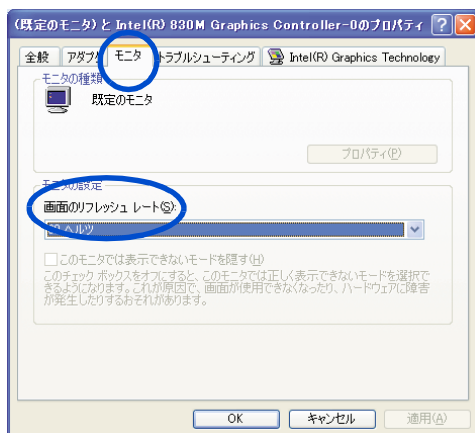 (既定のモニタ) と Intel(R) 830M Graphics Controller-0のプロパティ
全般 アダプタ モニタ トラブルシューティング Intel(R) Graphics Technology
モニタの種類
既定のモニタ
プロパティ(P)
モニタの設定
画面のリフレッシュ レート(S):
60 ヘルツ
このモニタでは表示できないモードを隠す(H)
このチェック ボックスをオフにすると、このモニタでは正しく表示できないモードを選択で
きるようになります。これが原因で、画面が使用できなくなったり、ハードウェアに障害
が発生したりするおそれがあります。
OK キャンセル 適用(A)